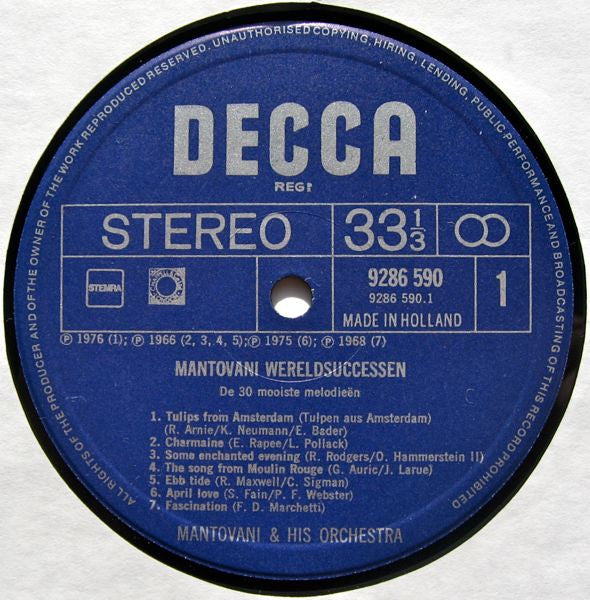 ALL RIGHTS OF THE PRODUCER AND OF THE OWNER OF THE WORK REPRODUCED RESERVED. UNAUTHORISED COPYING, HIRING, LENDING, PUBLIC PERFORMANCE AND BROADCASTING OF THIS RECORD PROHIBITED
DECCA
REGD
STEREO 33 1/3
STEMRA 9286 590 1
9286 590.1
MADE IN HOLLAND
℗ 1976 (1); ℗ 1966 (2, 3, 4, 5); ℗ 1975 (6); ℗ 1968 (7)
MANTOVANI WERELDSUCCESSEN
De 30 mooiste melodieën
1. Tulips from Amsterdam (Tulpen aus Amsterdam)
(R. Arnie/K. Neumann/E. Bader)
2. Charmaine (E. Rapee/L. Pollack)
3. Some enchanted evening (R. Rodgers/O. Hammerstein II)
4. The song from Moulin Rouge (G. Auric/J. Larue)
5. Ebb tide (R. Maxwell/C. Sigman)
6. April love (S. Fain/P. F. Webster)
7. Fascination (F. D. Marchetti)
MANTOVANI & HIS ORCHESTRA